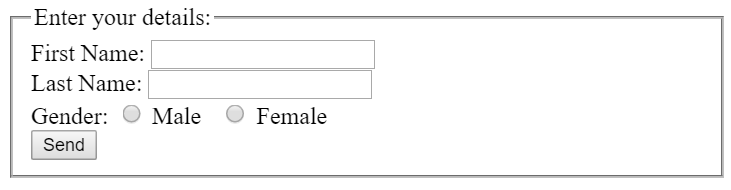 Enter your details:
First Name:
Last Name:
Gender: Male Female
Send